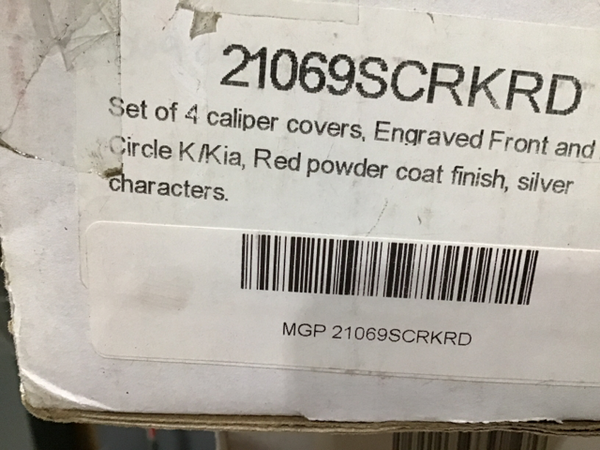 21069SCRKRD
Set of 4 caliper covers, Engraved Front and
Circle K/Kia, Red powder coat finish, silver
characters.
MGP 21069SCRKRD